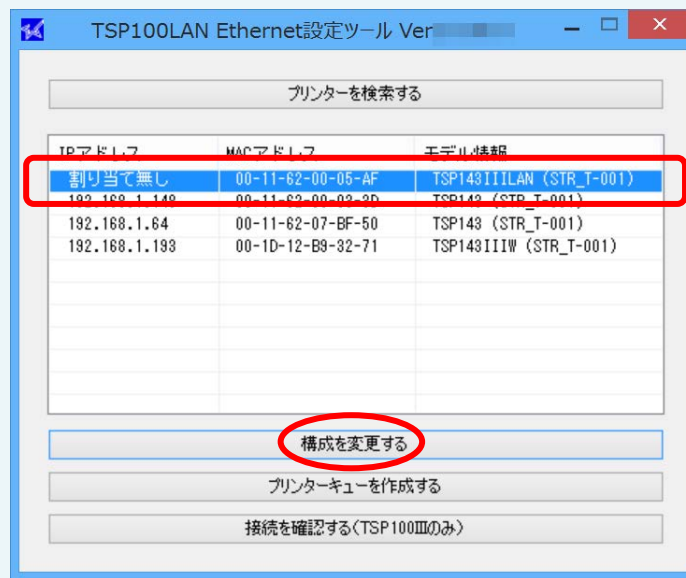 TSP100LAN Ethernet設定ツール Ver
プリンターを検索する
IPアドレス MACアドレス モデル情報
割り当て無し 00-11-62-00-05-AF TSP143IIILAN (STR_T-001)
192.168.1.148 00-11-62-00-03-3D TSP143 (STR_T-001)
192.168.1.64 00-11-62-07-BF-50 TSP143 (STR_T-001)
192.168.1.193 00-1D-12-B9-32-71 TSP143IIIW (STR_T-001)
構成を変更する
プリンターキューを作成する
接続を確認する(TSP100Ⅲのみ)